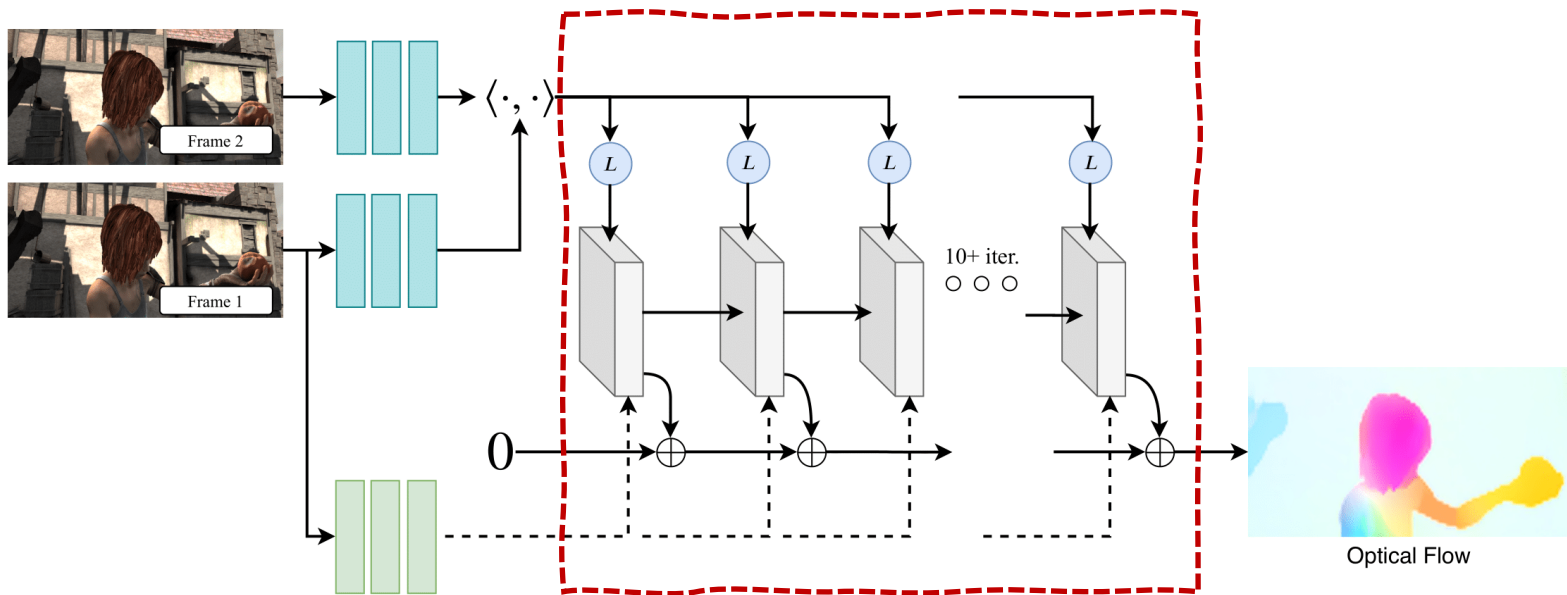 Frame 2
⟨·, ·⟩
L L L L
Frame 1
10+ iter.
0
Optical Flow